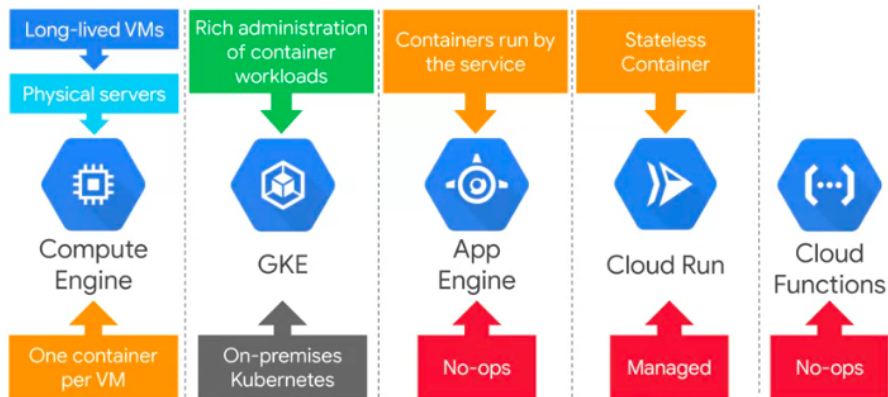 Long-lived VMs
Physical servers
Compute
Engine
One container
per VM
Rich administration
of container
workloads
GKE
On-premises
Kubernetes
Containers run by
the service
App
Engine
No-ops
Stateless
Container
Cloud Run
Managed
Cloud
Functions
No-ops